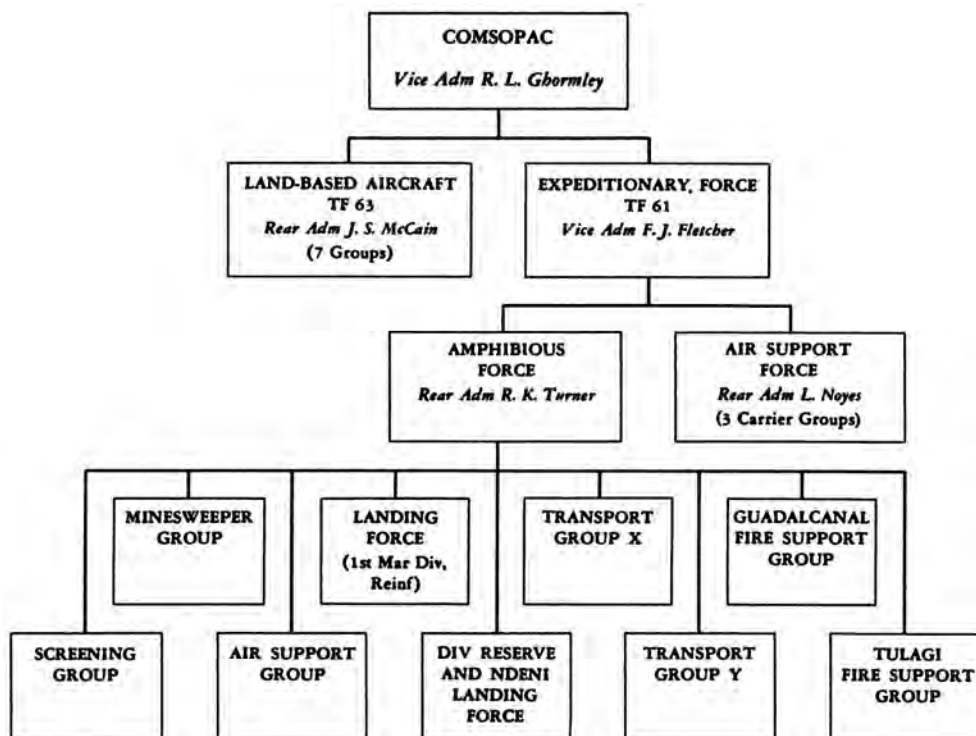 COMSOPAC
Vice Adm R. L. Ghormley
LAND-BASED AIRCRAFT
TF 63
Rear Adm J. S. McCain
(7 Groups)
EXPEDITIONARY, FORCE
TF 61
Vice Adm F. J. Fletcher
AMPHIBIOUS
FORCE
Rear Adm R. K. Turner
AIR SUPPORT
FORCE
Rear Adm L. Noyes
(3 Carrier Groups)
MINESWEEPER
GROUP
LANDING
FORCE
(1st Mar Div,
Reinf)
TRANSPORT
GROUP X
GUADALCANAL
FIRE SUPPORT
GROUP
SCREENING
GROUP
AIR SUPPORT
GROUP
DIV RESERVE
AND NDENI
LANDING
FORCE
TRANSPORT
GROUP Y
TULAGI
FIRE SUPPORT
GROUP